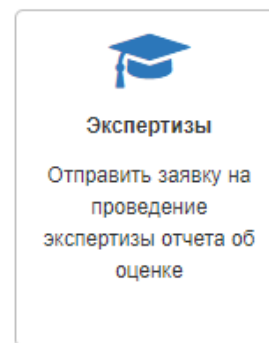 Экспертизы
Отправить заявку на
проведение
экспертизы отчета об
оценке